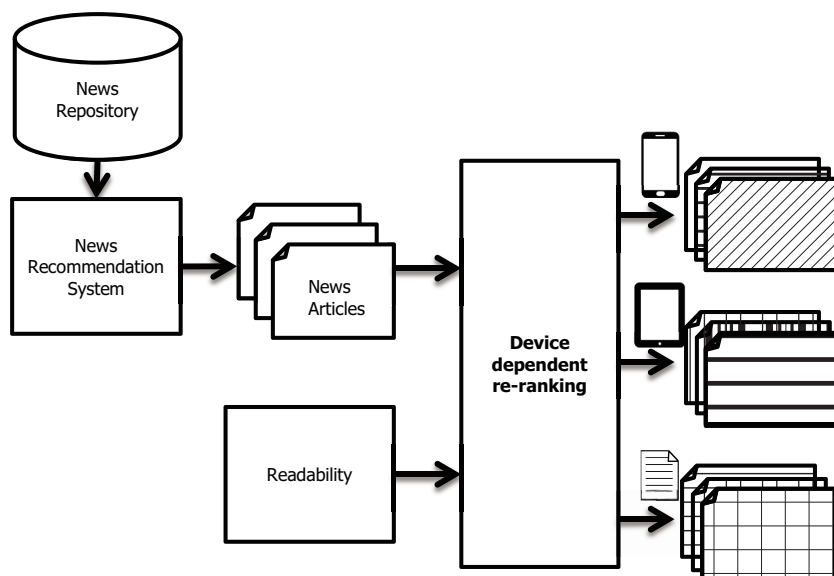 News
Repository
News
Recommendation
System
News
Articles
Device
dependent
re-ranking
Readability